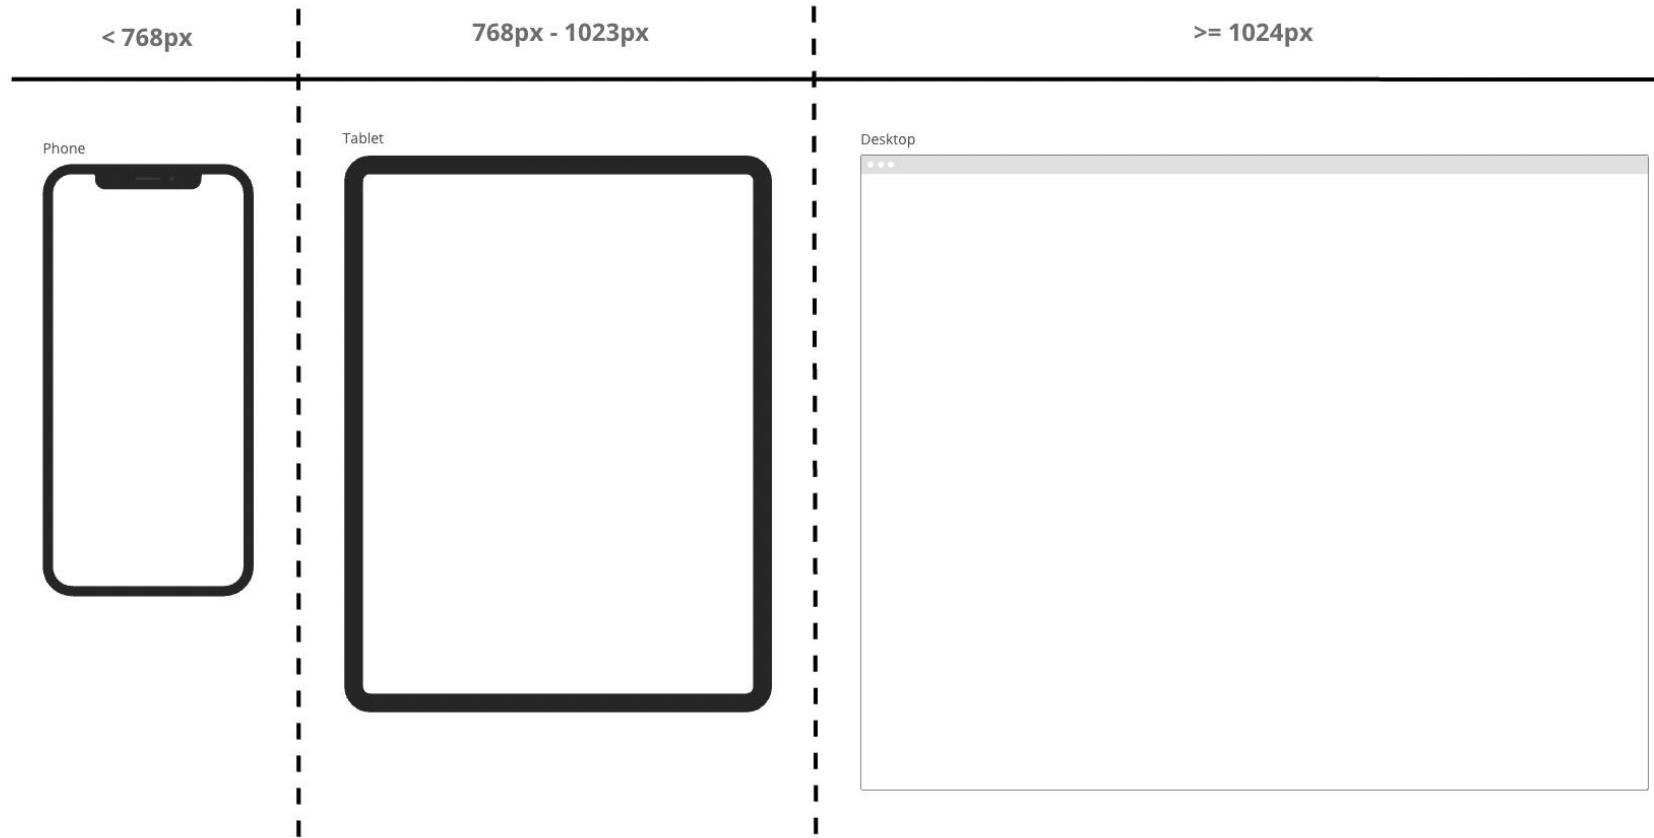 < 768px
768px - 1023px
>= 1024px
Phone
Tablet
Desktop